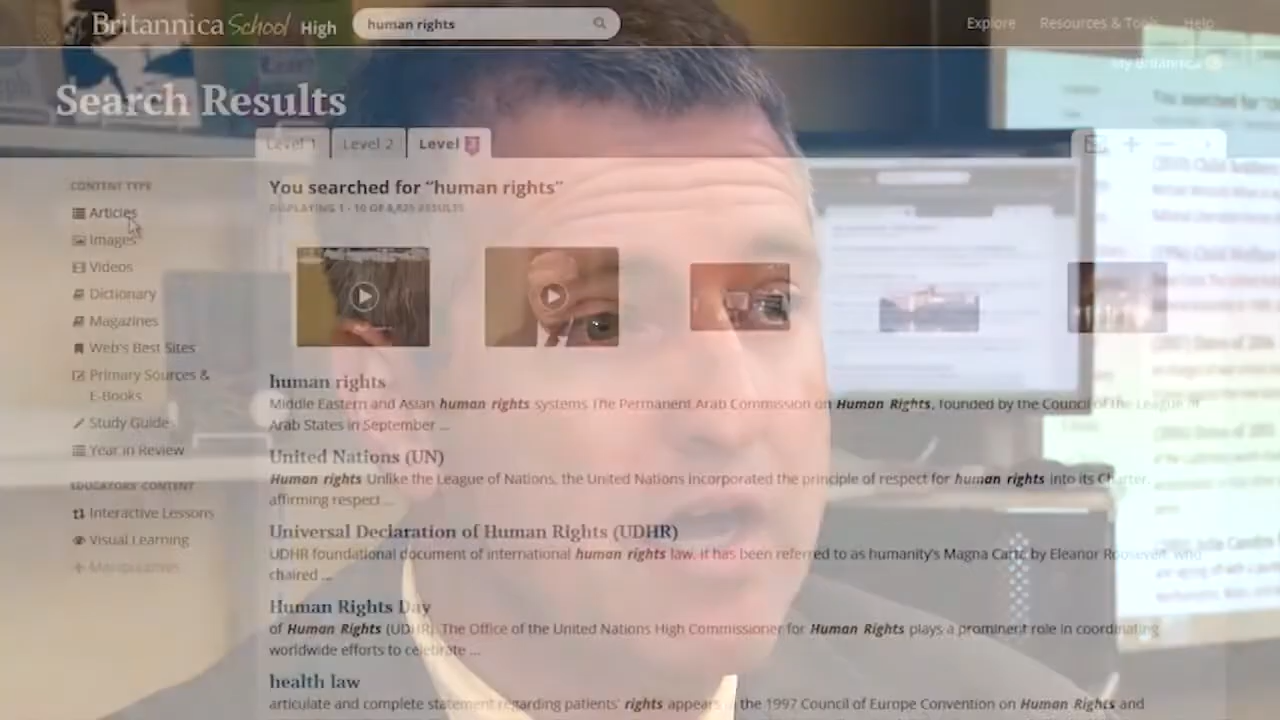 Britannica School High
human rights
Explore Resources & Tools Help
My Britannica
Search Results
Level 1 Level 2 Level 3
CONTENT TYPE
Articles
Images
Videos
Dictionary
Magazines
Web's Best Sites
Primary Sources &
E-Books
Study Guide
Year in Review
EDUCATORS CONTENT
Interactive Lessons
Visual Learning
Manipulatives
You searched for “human rights”
DISPLAYING 1 - 10 OF 8,825 RESULTS
human rights
Middle Eastern and Asian human rights systems The Permanent Arab Commission on Human Rights, founded by the Council of the League of
Arab States in September ...
United Nations (UN)
Human rights Unlike the League of Nations, the United Nations incorporated the principle of respect for human rights into its Charter,
affirming respect ...
Universal Declaration of Human Rights (UDHR)
UDHR foundational document of international human rights law. It has been referred to as humanity's Magna Carta by Eleanor Roosevelt, who
chaired ...
Human Rights Day
of Human Rights (UDHR). The Office of the United Nations High Commissioner for Human Rights plays a prominent role in coordinating
worldwide efforts to celebrate ...
health law
articulate and complete statement regarding patients' rights appears in the 1997 Council of Europe Convention on Human Rights and